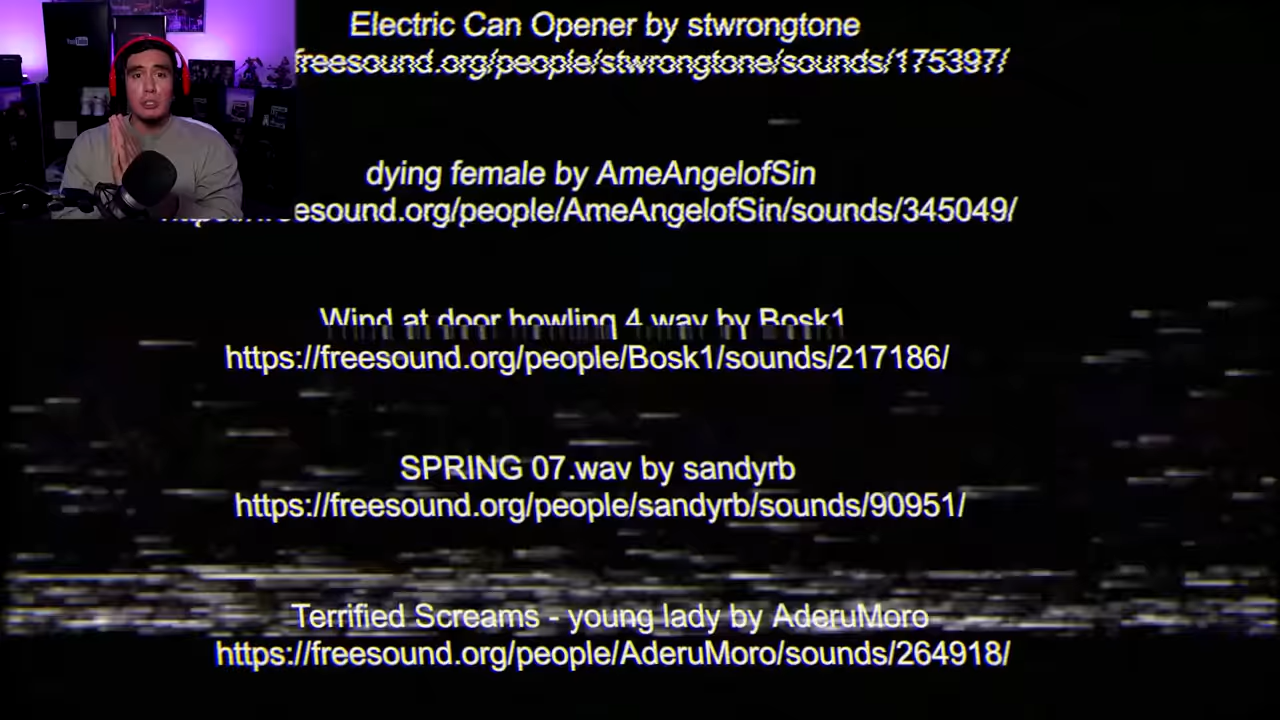 Electric Can Opener by stwrongtone
freesound.org/people/stwrongtone/sounds/175397/
dying female by AmeAngelofSin
esound.org/people/AmeAngelofSin/sounds/345049/
Wind at door howling 4.wav by Bosk1
https://freesound.org/people/Bosk1/sounds/217186/
SPRING 07.wav by sandyrb
https://freesound.org/people/sandyrb/sounds/90951/
Terrified Screams - young lady by AderuMoro
https://freesound.org/people/AderuMoro/sounds/264918/